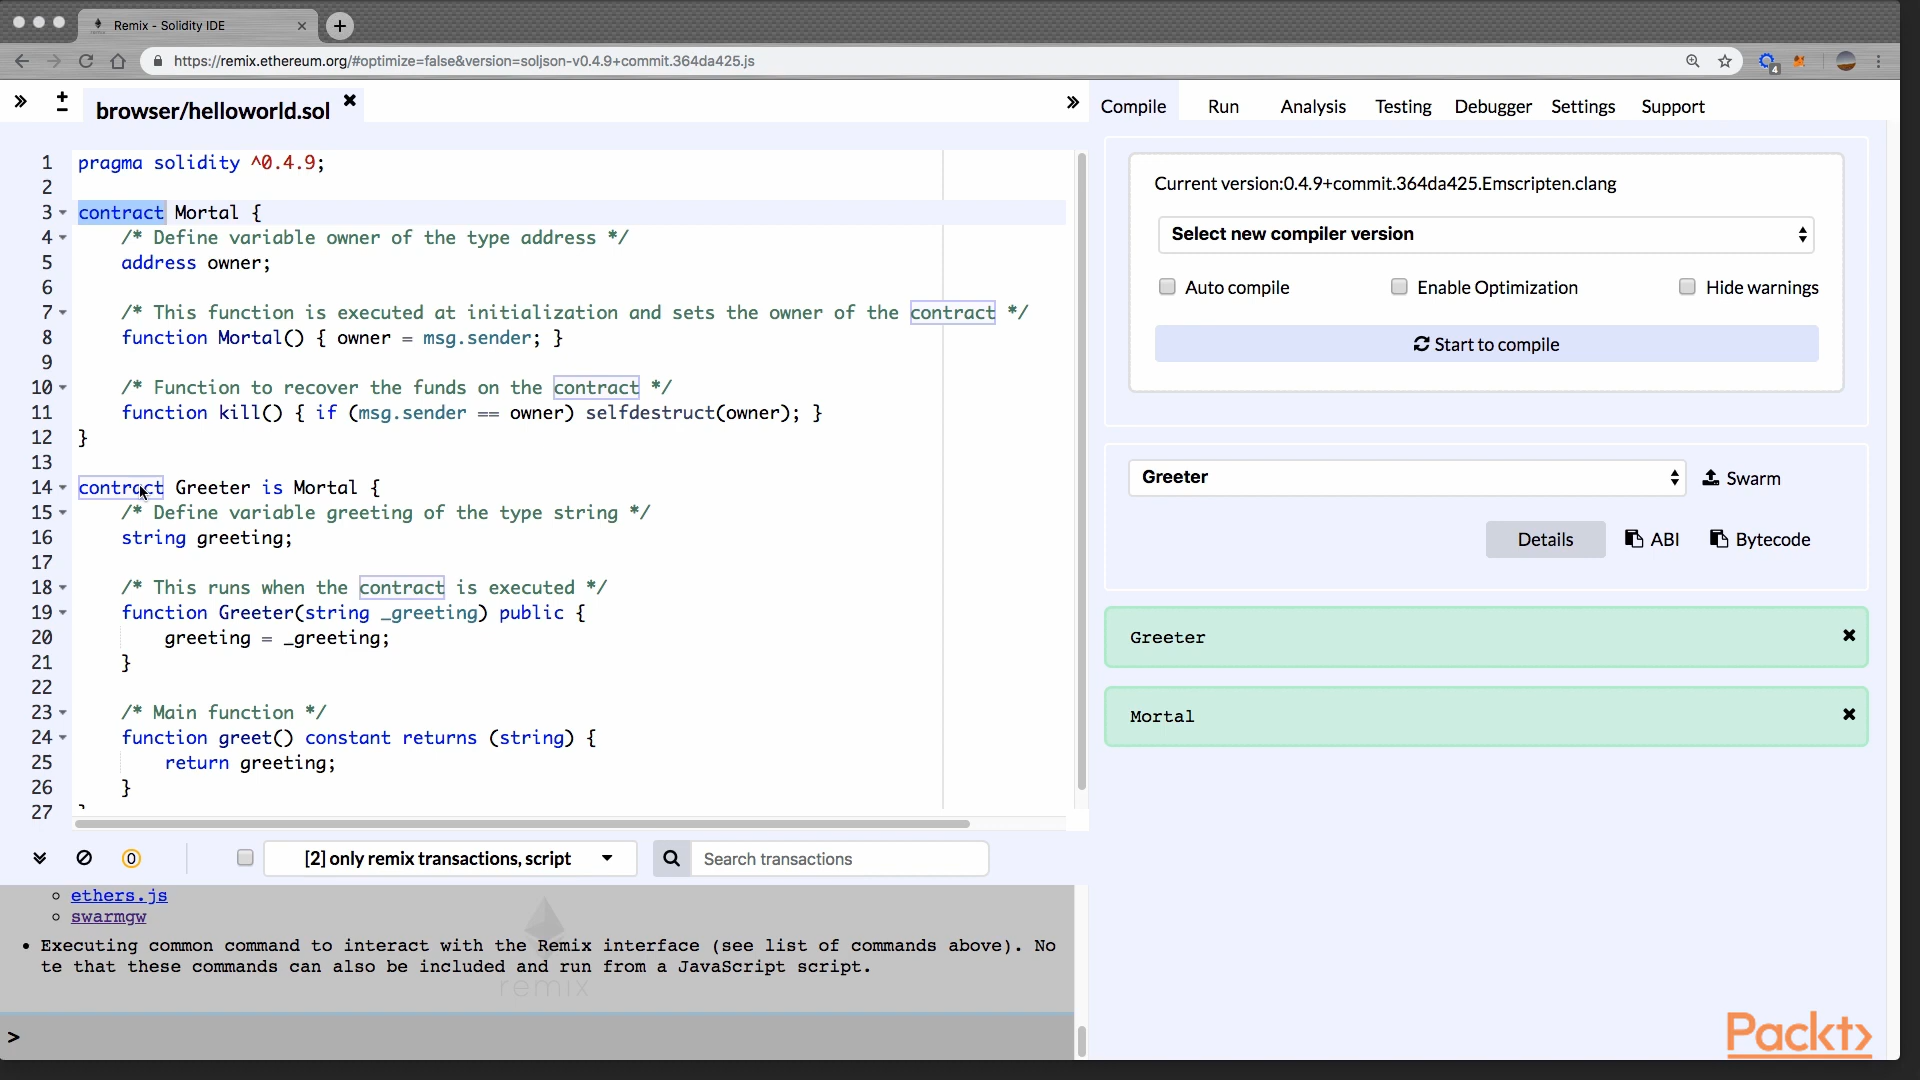 Remix - Solidity IDE
https://remix.ethereum.org/#optimize=false&version=soljson-v0.4.9+commit.364da425.js
4
browser/helloworld.sol
Compile Run Analysis Testing Debugger Settings Support
1 pragma solidity ^0.4.9;
2
3 contract Mortal {
4 /* Define variable owner of the type address */
5 address owner;
6
7 /* This function is executed at initialization and sets the owner of the contract */
8 function Mortal() { owner = msg.sender; }
9
10 /* Function to recover the funds on the contract */
11 function kill() { if (msg.sender == owner) selfdestruct(owner); }
12 }
13
14 contract Greeter is Mortal {
15 /* Define variable greeting of the type string */
16 string greeting;
17
18 /* This runs when the contract is executed */
19 function Greeter(string _greeting) public {
20 greeting = _greeting;
21 }
22
23 /* Main function */
24 function greet() constant returns (string) {
25 return greeting;
26 }
27
Current version:0.4.9+commit.364da425.Emscripten.clang
Select new compiler version
Auto compile Enable Optimization Hide warnings
Start to compile
Greeter Swarm
Details ABI Bytecode
Greeter
Mortal
0 [2] only remix transactions, script Search transactions
ethers.js
swarmgw
• Executing common command to interact with the Remix interface (see list of commands above). No
te that these commands can also be included and run from a JavaScript script.
remix
>
Packt>